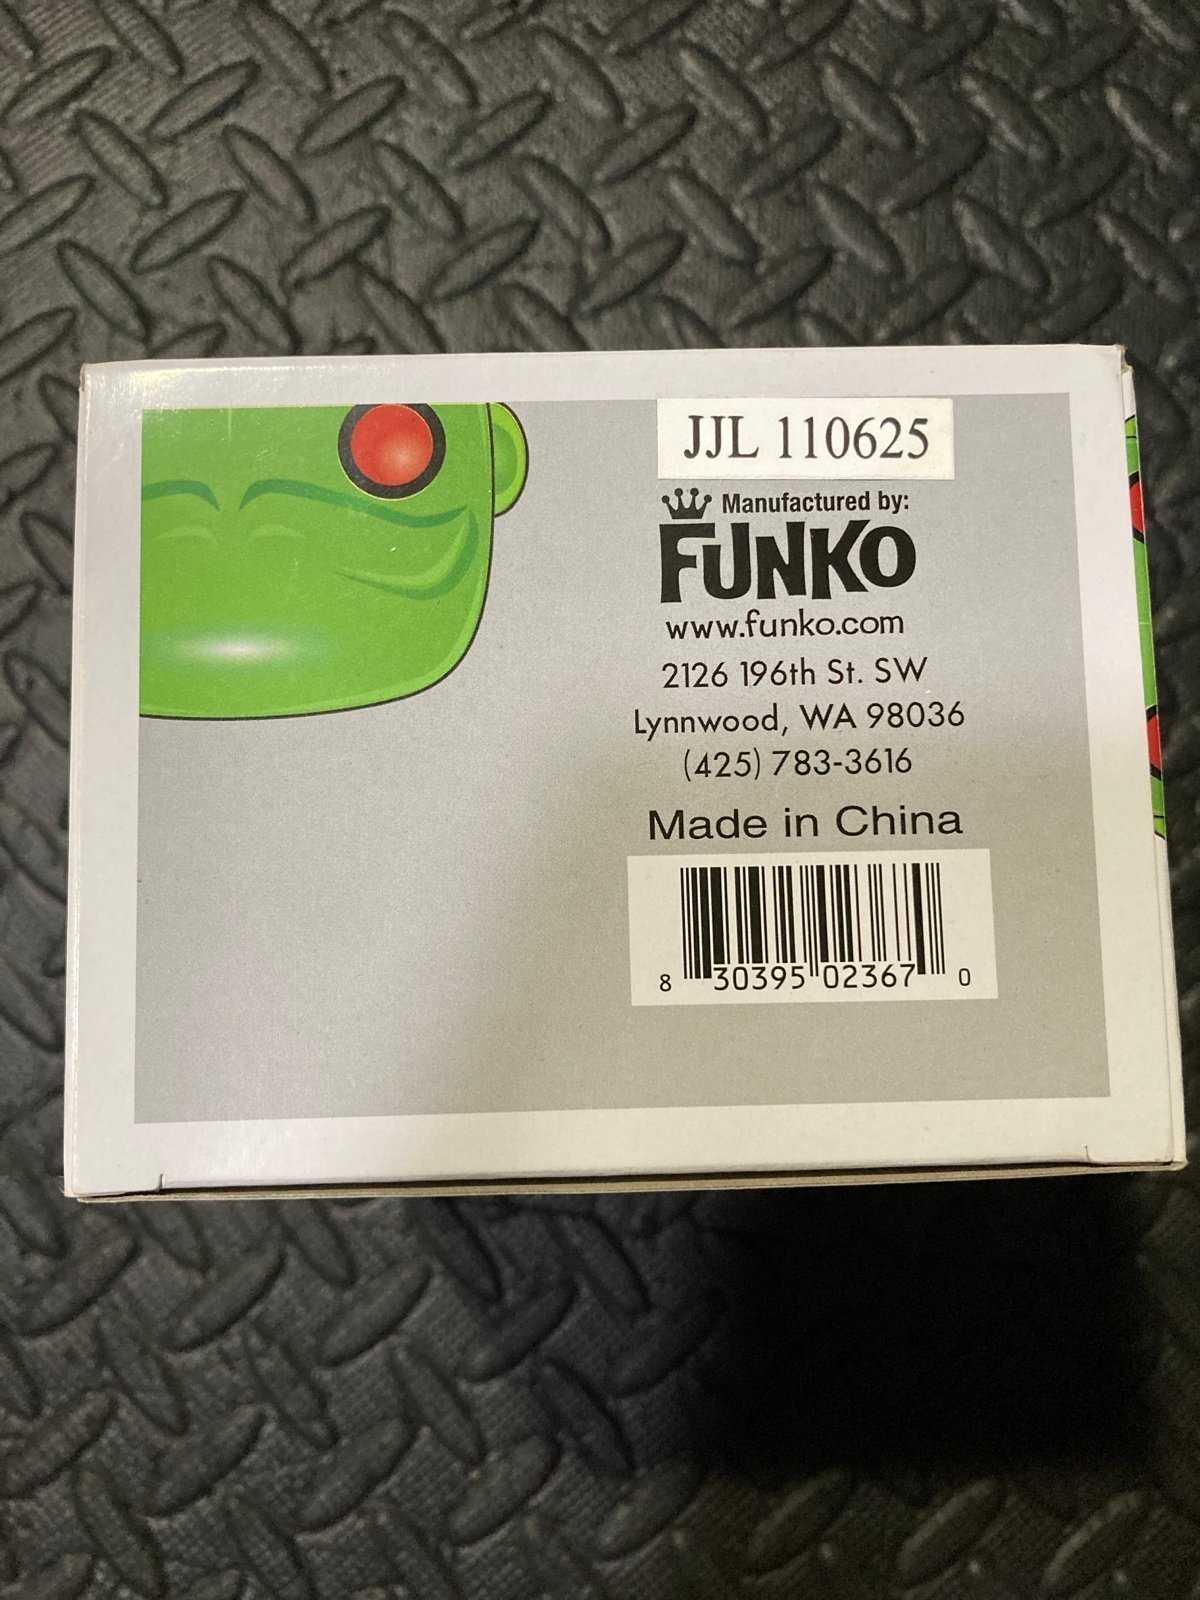 JJL 110625
Manufactured by:
FUNKO
www.funko.com
2126 196th St. SW
Lynnwood, WA 98036
(425) 783-3616
Made in China
8 30395 02367 0